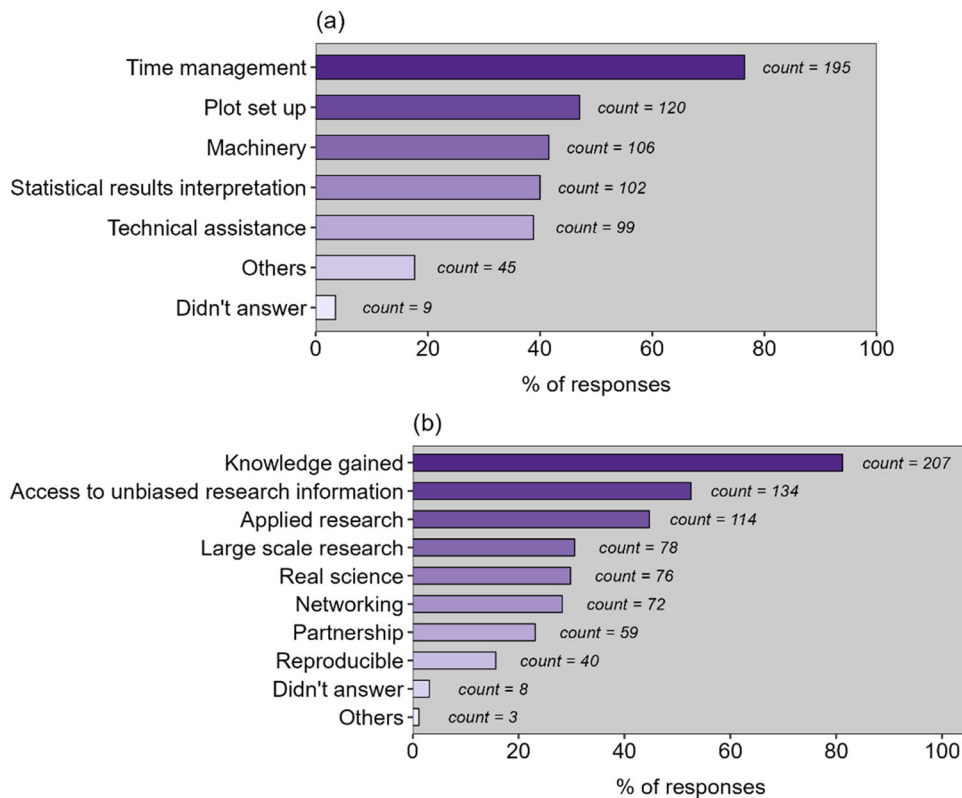 (a)
Time management count = 195
Plot set up count = 120
Machinery count = 106
Statistical results interpretation count = 102
Technical assistance count = 99
Others count = 45
Didn't answer count = 9
0 20 40 60 80 100
% of responses
(b)
Knowledge gained count = 207
Access to unbiased research information count = 134
Applied research count = 114
Large scale research count = 78
Real science count = 76
Networking count = 72
Partnership count = 59
Reproducible count = 40
Didn't answer count = 8
Others count = 3
0 20 40 60 80 100
% of responses